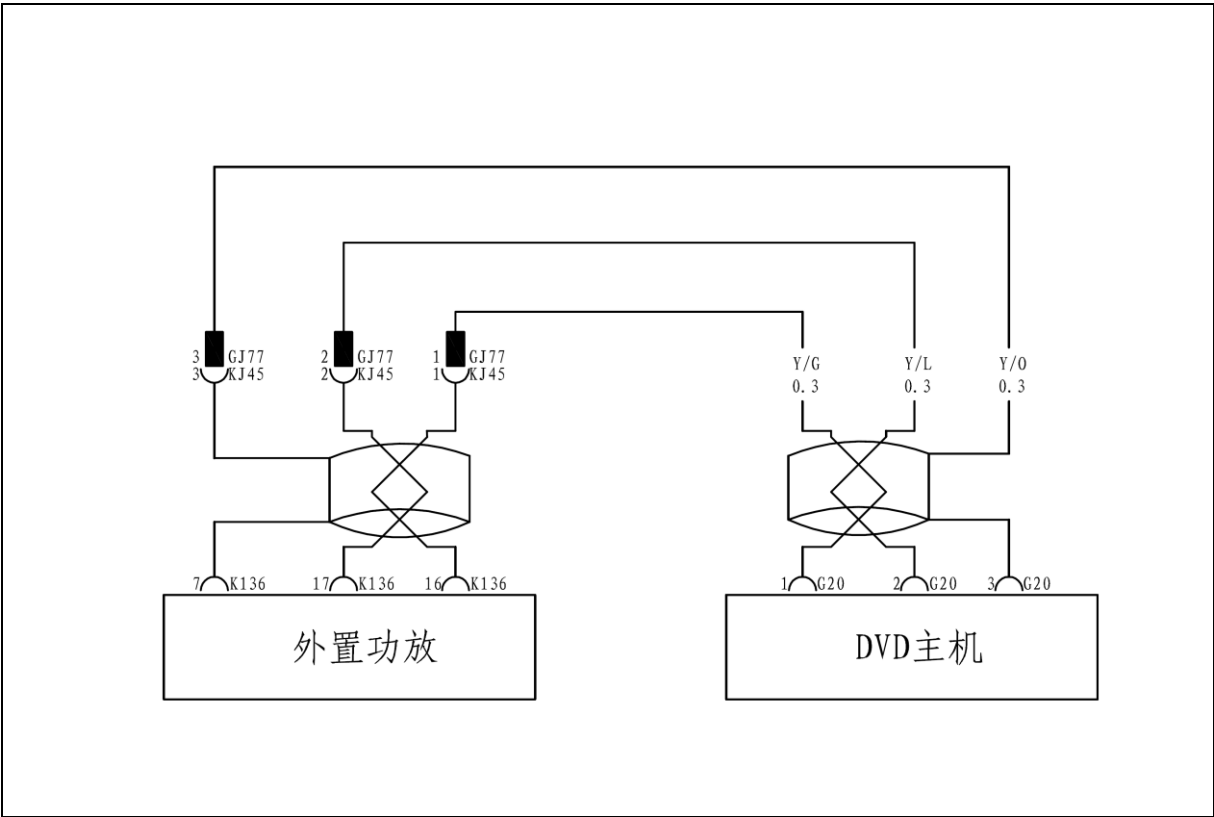 3 GJ77 2 GJ77 1 GJ77
3 KJ45 2 KJ45 1 KJ45
Y/G Y/L Y/O
0.3 0.3 0.3
7 K136 17 K136 16 K136 1 G20 2 G20 3 G20
外置功放 DVD主机